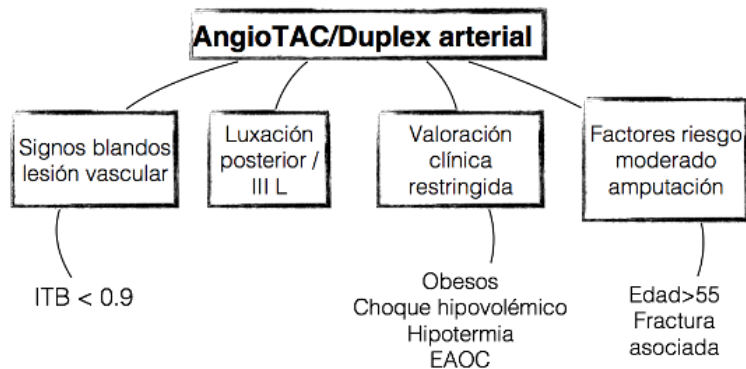 AngioTAC/Duplex arterial
Signos blandos
lesión vascular
Luxación
posterior /
III L
Valoración
clínica
restringida
Factores riesgo
moderado
amputación
ITB < 0.9
Obesos
Choque hipovolémico
Hipotermia
EAOC
Edad>55
Fractura
asociada